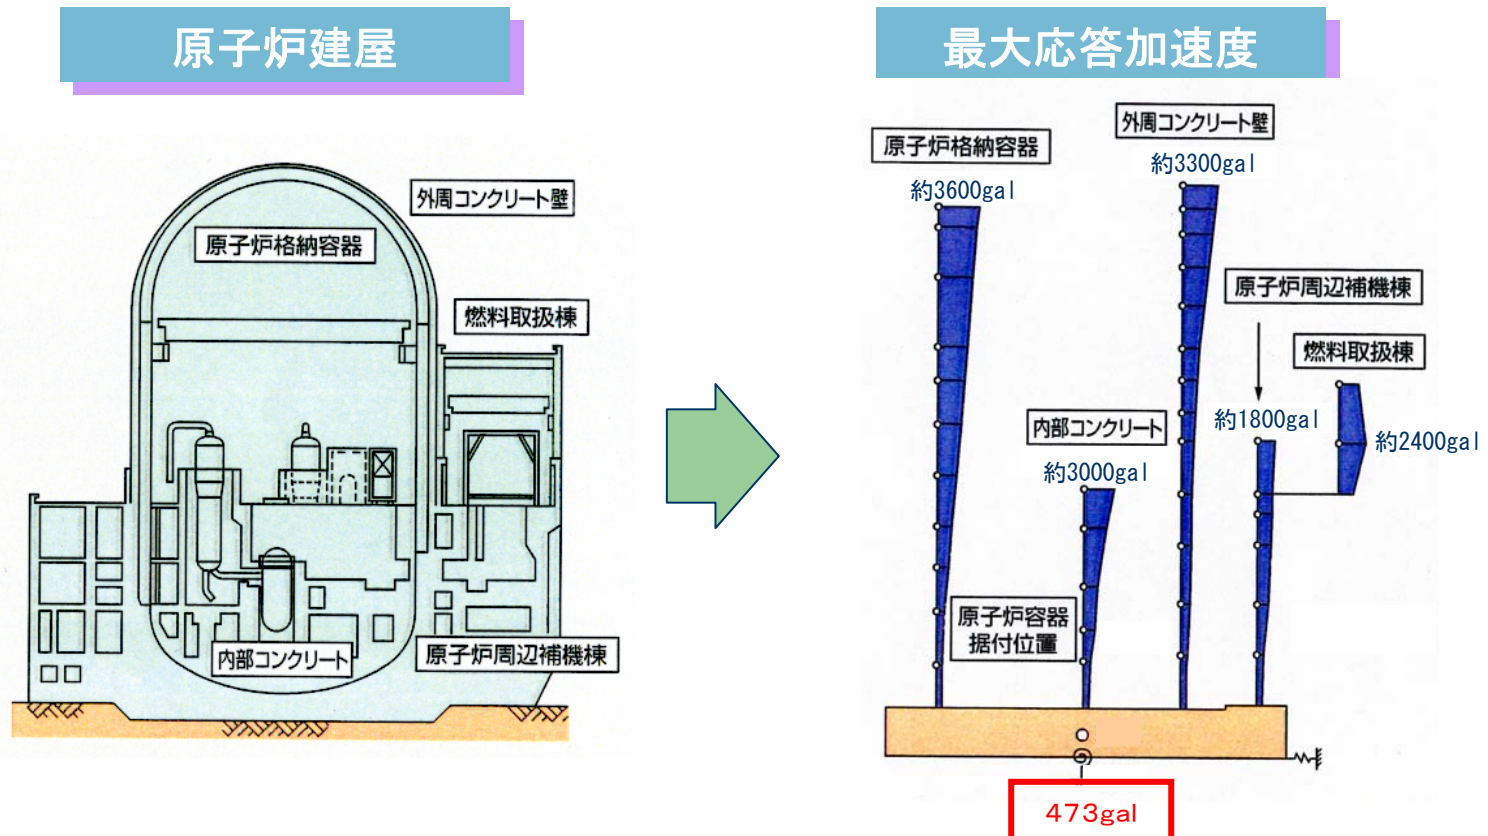 原子炉建屋
外周コンクリート壁
原子炉格納容器
燃料取扱棟
内部コンクリート
原子炉周辺補機棟
最大応答加速度
外周コンクリート壁
約3300gal
原子炉格納容器
約3600gal
原子炉周辺補機棟
燃料取扱棟
約1800gal
約2400gal
内部コンクリート
約3000gal
原子炉容器
据付位置
473gal